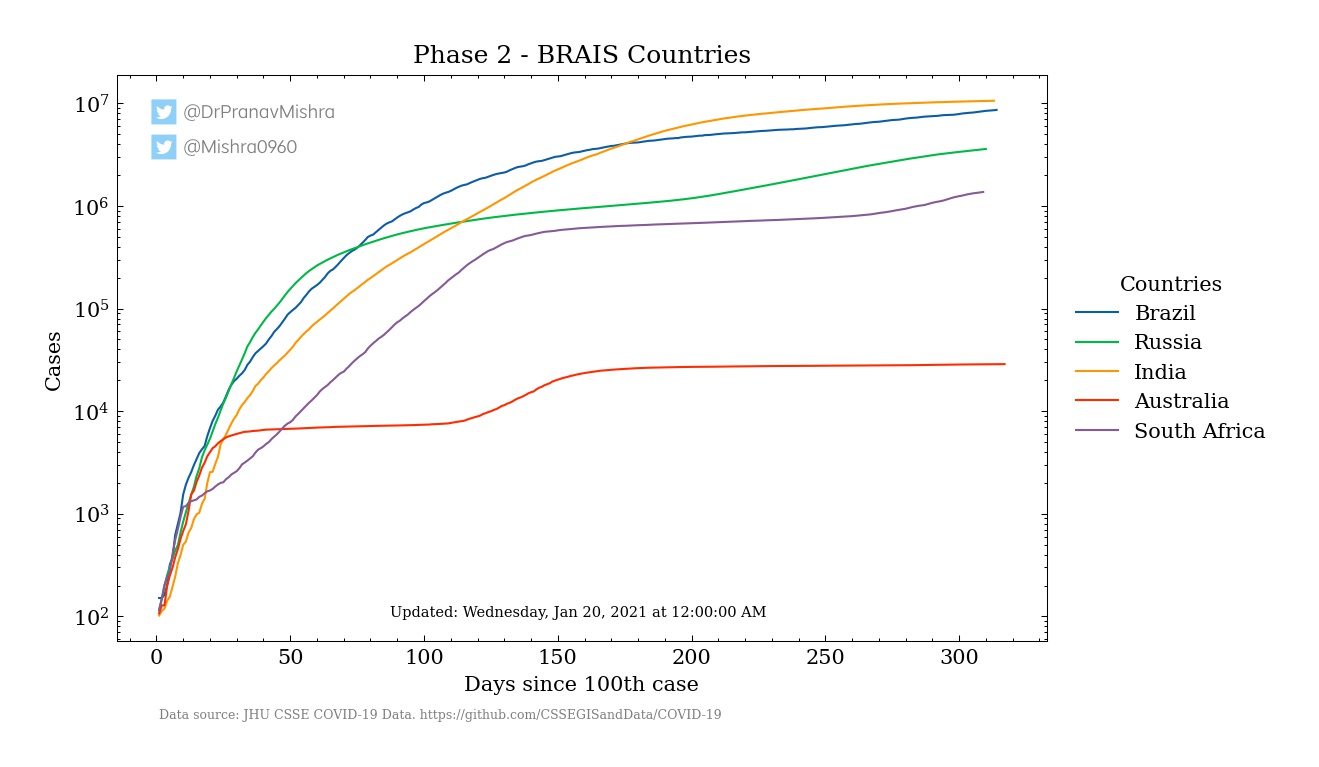 Phase 2 - BRAIS Countries
@DrPranavMishra
@Mishra0960
10⁷
10⁶
10⁵
10⁴
10³
10²
Cases
Updated: Wednesday, Jan 20, 2021 at 12:00:00 AM
0 50 100 150 200 250 300
Days since 100th case
Data source: JHU CSSE COVID-19 Data. https://github.com/CSSEGISandData/COVID-19
Countries
Brazil
Russia
India
Australia
South Africa